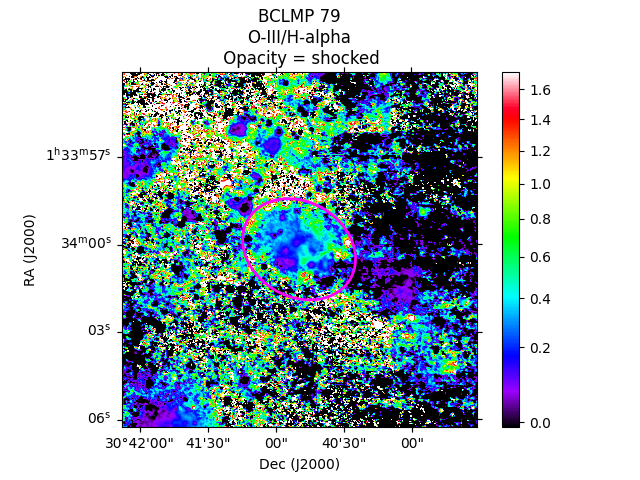 BCLMP 79
O-III/H-alpha
Opacity = shocked
1.6
1.4
1.2
1.0
0.8
0.6
0.4
0.2
0.0
RA (J2000)
1ʰ33ᵐ57ˢ
34ᵐ00ˢ
03ˢ
06ˢ
30°42'00" 41'30" 00" 40'30" 00"
Dec (J2000)